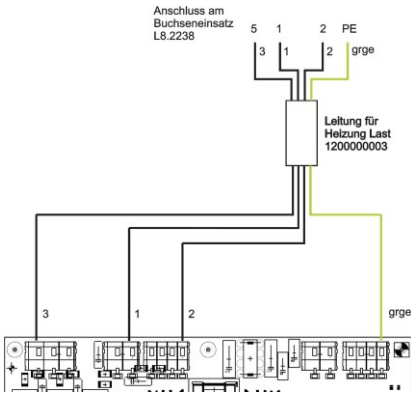 Anschluss am
Buchseneinsatz
L8.2238
5 1 2 PE
3 1 2 grge
Leitung für
Heizung Last
1200000003
3 1 2 grge